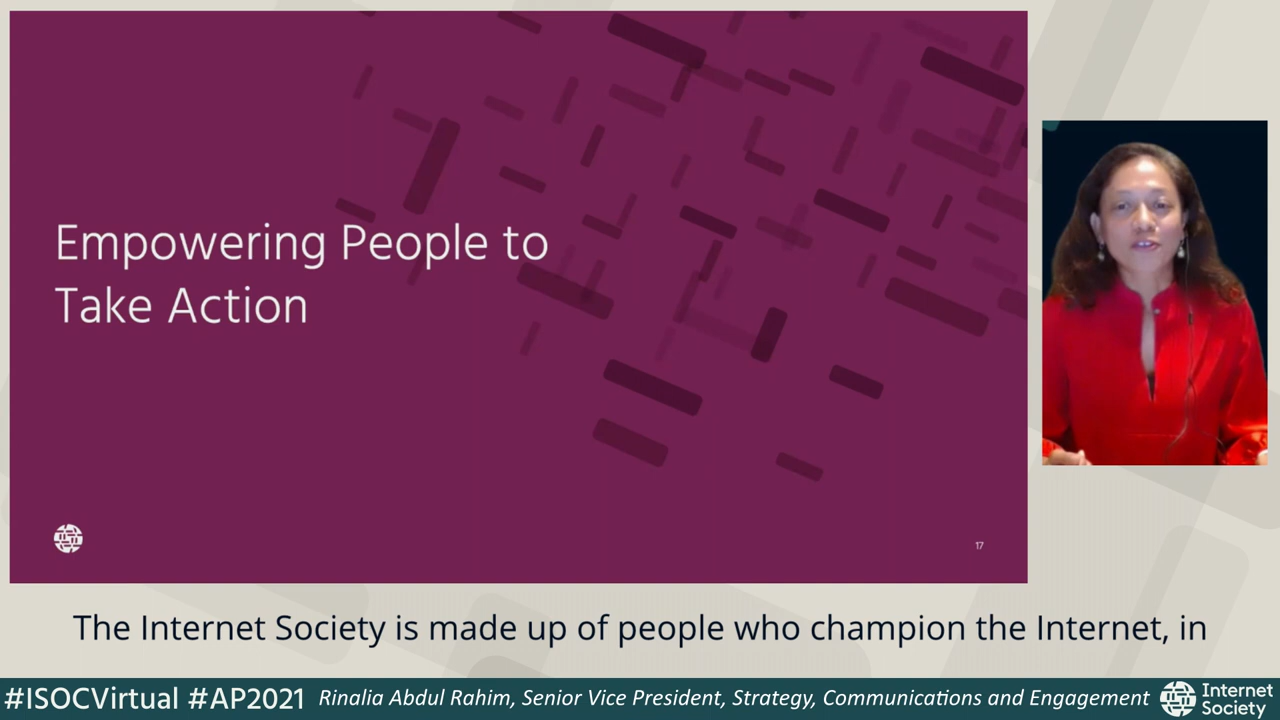 Empowering People to
Take Action
17
The Internet Society is made up of people who champion the Internet, in
#ISOCVirtual #AP2021 Rinalia Abdul Rahim, Senior Vice President, Strategy, Communications and Engagement
Internet
Society